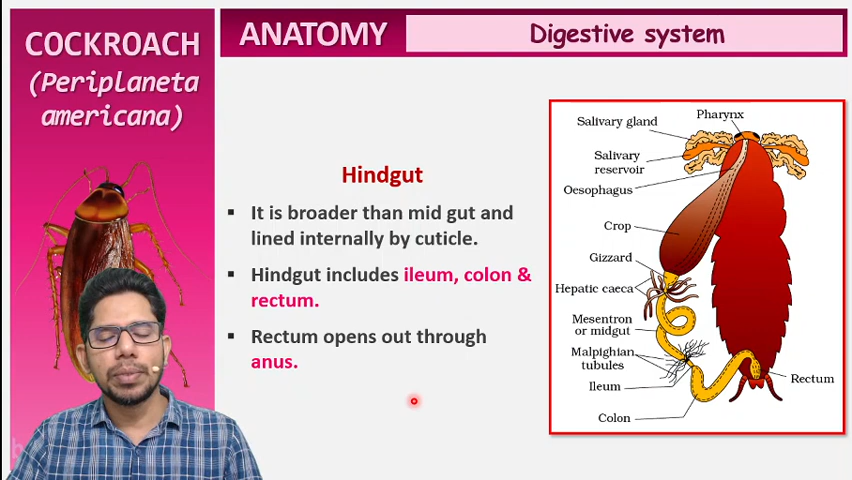 COCKROACH
(Periplaneta
americana)
ANATOMY
Digestive system
Hindgut
▪ It is broader than mid gut and
lined internally by cuticle.
▪ Hindgut includes ileum, colon &
rectum.
▪ Rectum opens out through
anus.
Pharynx
Salivary gland
Salivary
reservoir
Oesophagus
Crop
Gizzard
Hepatic caeca
Mesentron
or midgut
Malpighian
tubules
Ileum
Colon
Rectum